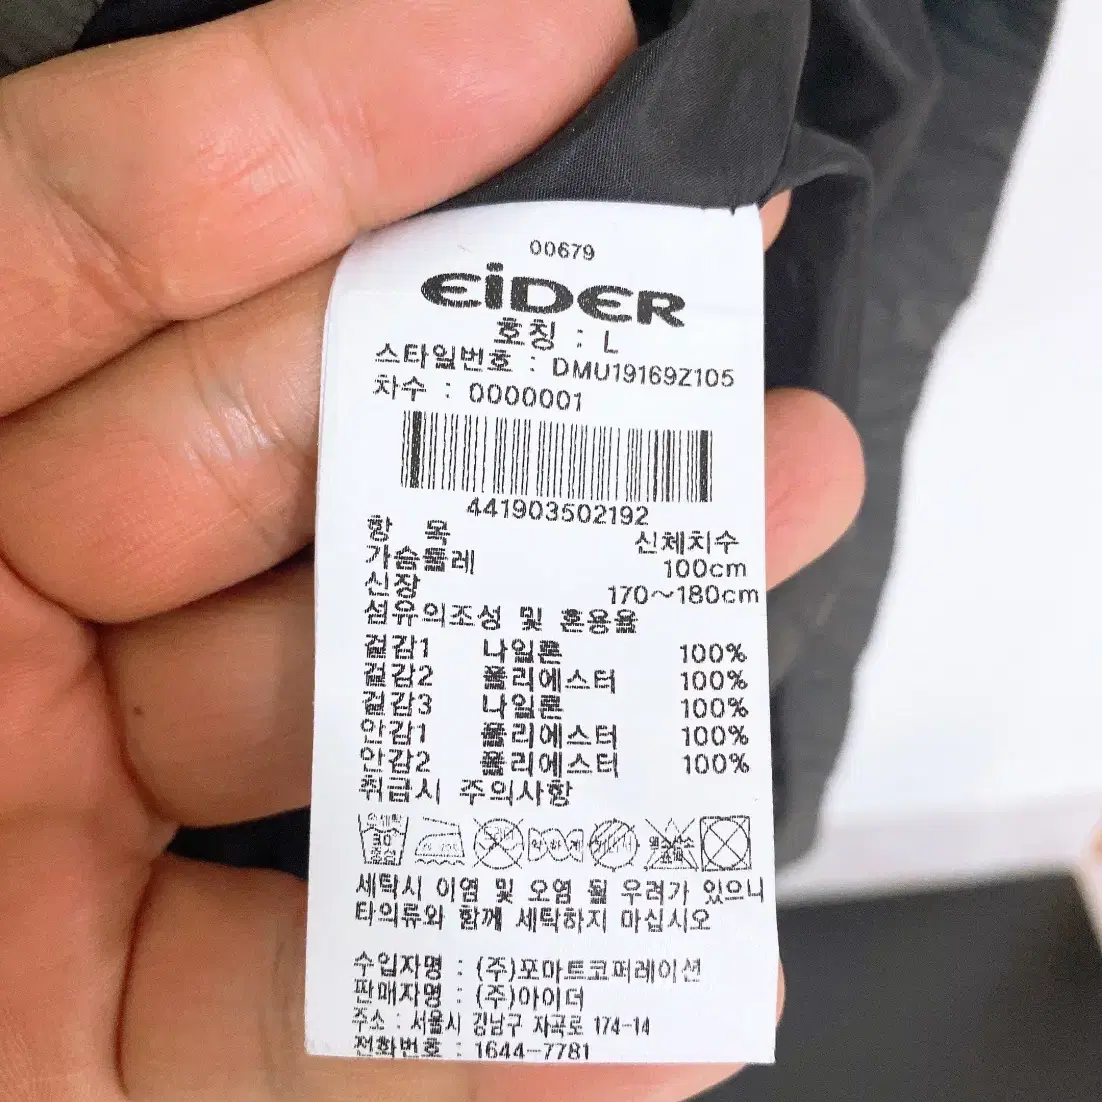 00679
EiDER
호칭 : L
스타일번호 : DMU19169Z105
차수 : 0000001
441903502192
항 목 신체치수
가슴둘레 100cm
신장 170~180cm
섬유의조성 및 혼용율
겉감1 나일론 100%
겉감2 폴리에스터 100%
겉감3 나일론 100%
안감1 폴리에스터 100%
안감2 폴리에스터 100%
취급시 주의사항
30 중성 약하게
세탁시 이염 및 오염 될 우려가 있으니
타의류와 함께 세탁하지 마십시오
수입자명 : (주)포마트코퍼레이션
판매자명 : (주)아이더
주소 : 서울시 강남구 자곡로 174-14
전화번호 : 1644-7781